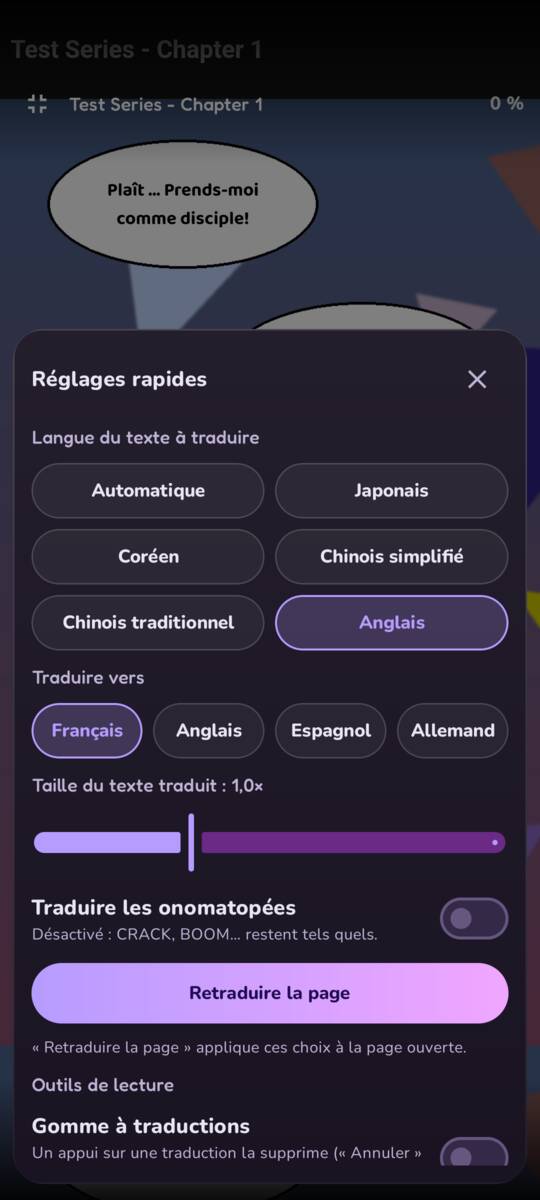 Test Series - Chapter 1
Test Series - Chapter 1
0 %
Plaît ... Prends-moi
comme disciple!
Réglages rapides
Langue du texte à traduire
Automatique
Japonais
Coréen
Chinois simplifié
Chinois traditionnel
Anglais
Traduire vers
Français
Anglais
Espagnol
Allemand
Taille du texte traduit : 1,0×
Traduire les onomatopées
Désactivé : CRACK, BOOM… restent tels quels.
Retraduire la page
« Retraduire la page » applique ces choix à la page ouverte.
Outils de lecture
Gomme à traductions
Un appui sur une traduction la supprime (« Annuler »